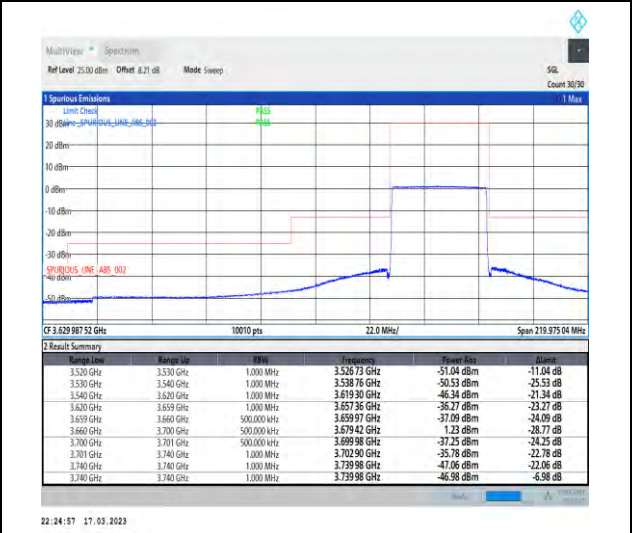 MultiView Spectrum
Ref Level 25.00 dBm Offset 8.21 dB Mode Sweep SGL
Count 30/30
1 Spurious Emissions 1 Max
Limit Check PASS
30 dBm Line _SPURIOUS_LINE_ABS_002 PASS
20 dBm
10 dBm
0 dBm
-10 dBm
-20 dBm
-30 dBm
_SPURIOUS_LINE_ABS_002
-40 dBm
-50 dBm
CF 3.629 987 52 GHz 10010 pts 22.0 MHz/ Span 219.975 04 MHz
2 Result Summary
Range Low Range Up RBW Frequency Power Abs ΔLimit
3.520 GHz 3.530 GHz 1.000 MHz 3.526 73 GHz -51.04 dBm -11.04 dB
3.530 GHz 3.540 GHz 1.000 MHz 3.538 76 GHz -50.53 dBm -25.53 dB
3.540 GHz 3.620 GHz 1.000 MHz 3.619 30 GHz -46.34 dBm -21.34 dB
3.620 GHz 3.659 GHz 1.000 MHz 3.657 36 GHz -36.27 dBm -23.27 dB
3.659 GHz 3.660 GHz 500.000 kHz 3.659 97 GHz -37.09 dBm -24.09 dB
3.660 GHz 3.700 GHz 500.000 kHz 3.679 42 GHz 1.23 dBm -28.77 dB
3.700 GHz 3.701 GHz 500.000 kHz 3.699 98 GHz -37.25 dBm -24.25 dB
3.701 GHz 3.740 GHz 1.000 MHz 3.702 90 GHz -35.78 dBm -22.78 dB
3.740 GHz 3.740 GHz 1.000 MHz 3.739 98 GHz -47.06 dBm -22.06 dB
3.740 GHz 3.740 GHz 1.000 MHz 3.739 98 GHz -46.98 dBm -6.98 dB
22:24:57 17.03.2023